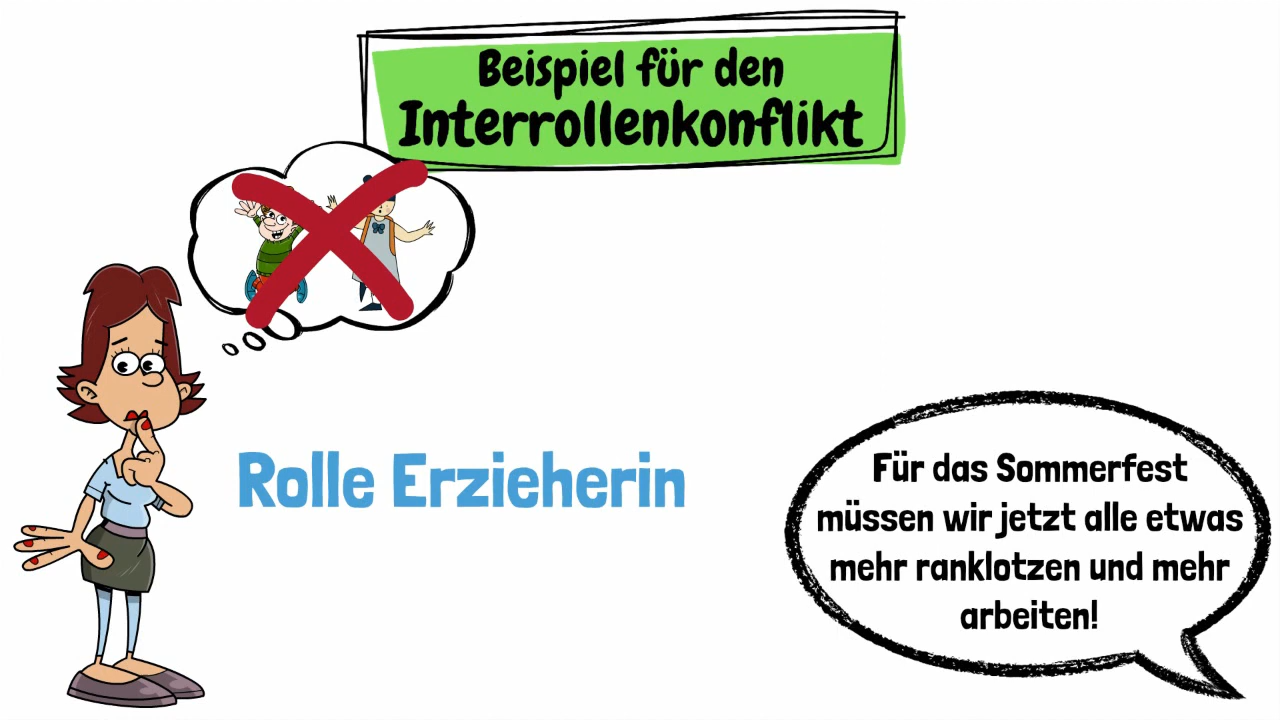 Beispiel für den
Interrollenkonflikt
Rolle Erzieherin
Für das Sommerfest
müssen wir jetzt alle etwas
mehr ranklotzen und mehr
arbeiten!